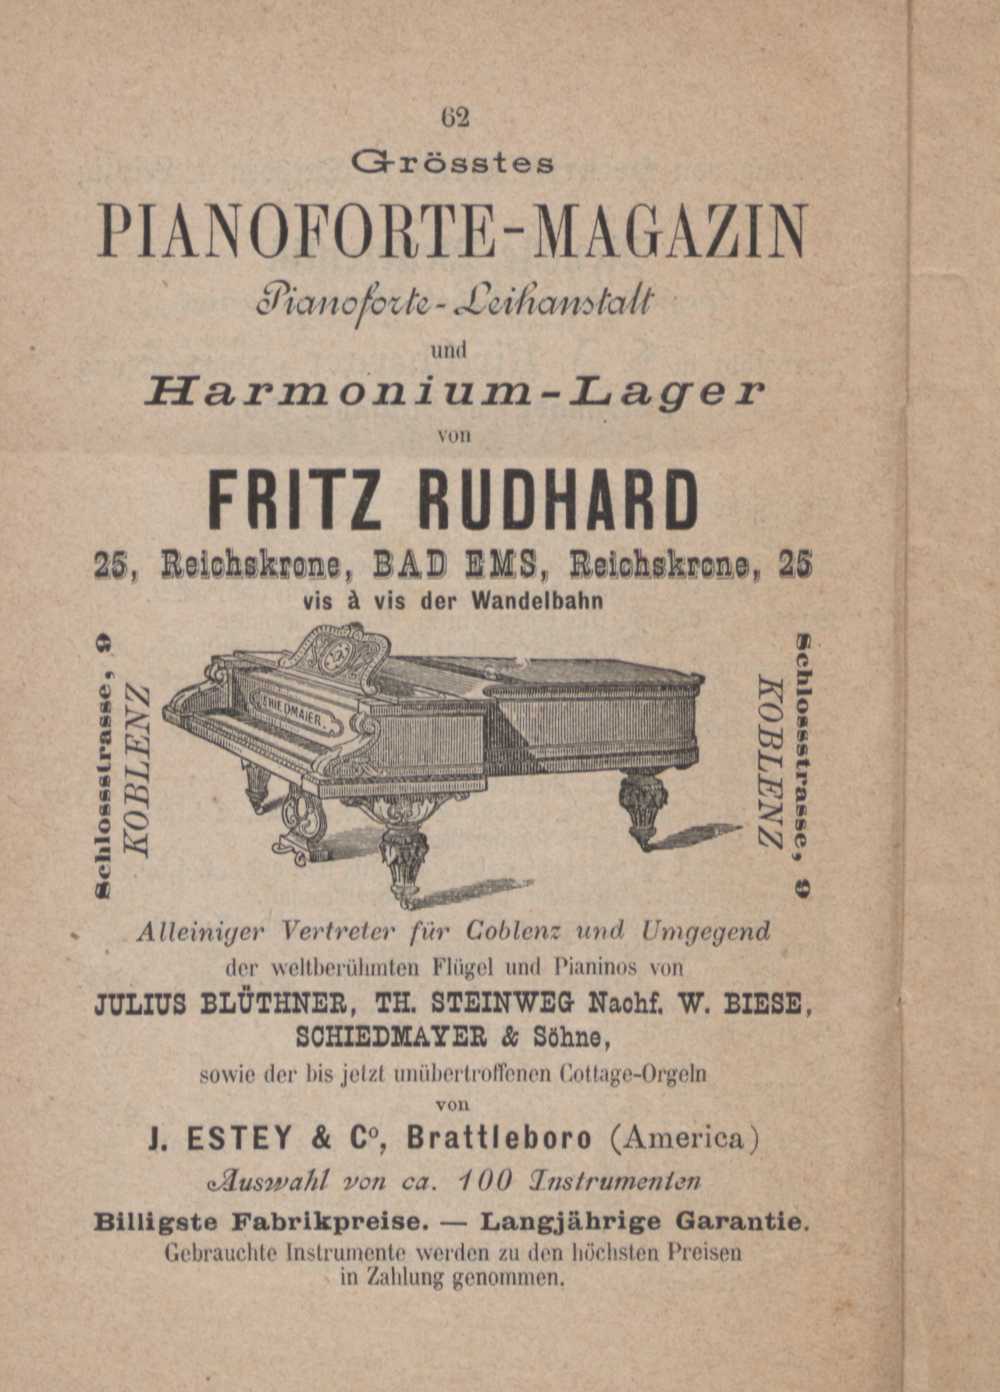 62
Grösstes
PIANOFORTE-MAGAZIN
Pianoforte-Leihanstalt
und
Harmonium-Lager
von
FRITZ RUDHARD
25, Reichskrone, BAD EMS, Reichskrone, 25
vis à vis der Wandelbahn
Schlossstrasse, 9
KOBLENZ
SCHIEDMAIER.
KOBLENZ
Schlossstrasse, 9
Alleiniger Vertreter für Coblenz und Umgegend
der weltberühmten Flügel und Pianinos von
JULIUS BLÜTHNER, TH. STEINWEG Nachf. W. BIESE,
SCHIEDMAYER & Söhne,
sowie der bis jetzt unübertroffenen Cottage-Orgeln
von
J. ESTEY & Cº, Brattleboro (America)
Auswahl von ca. 100 Instrumenten
Billigste Fabrikpreise. — Langjährige Garantie.
Gebrauchte Instrumente werden zu den höchsten Preisen
in Zahlung genommen.